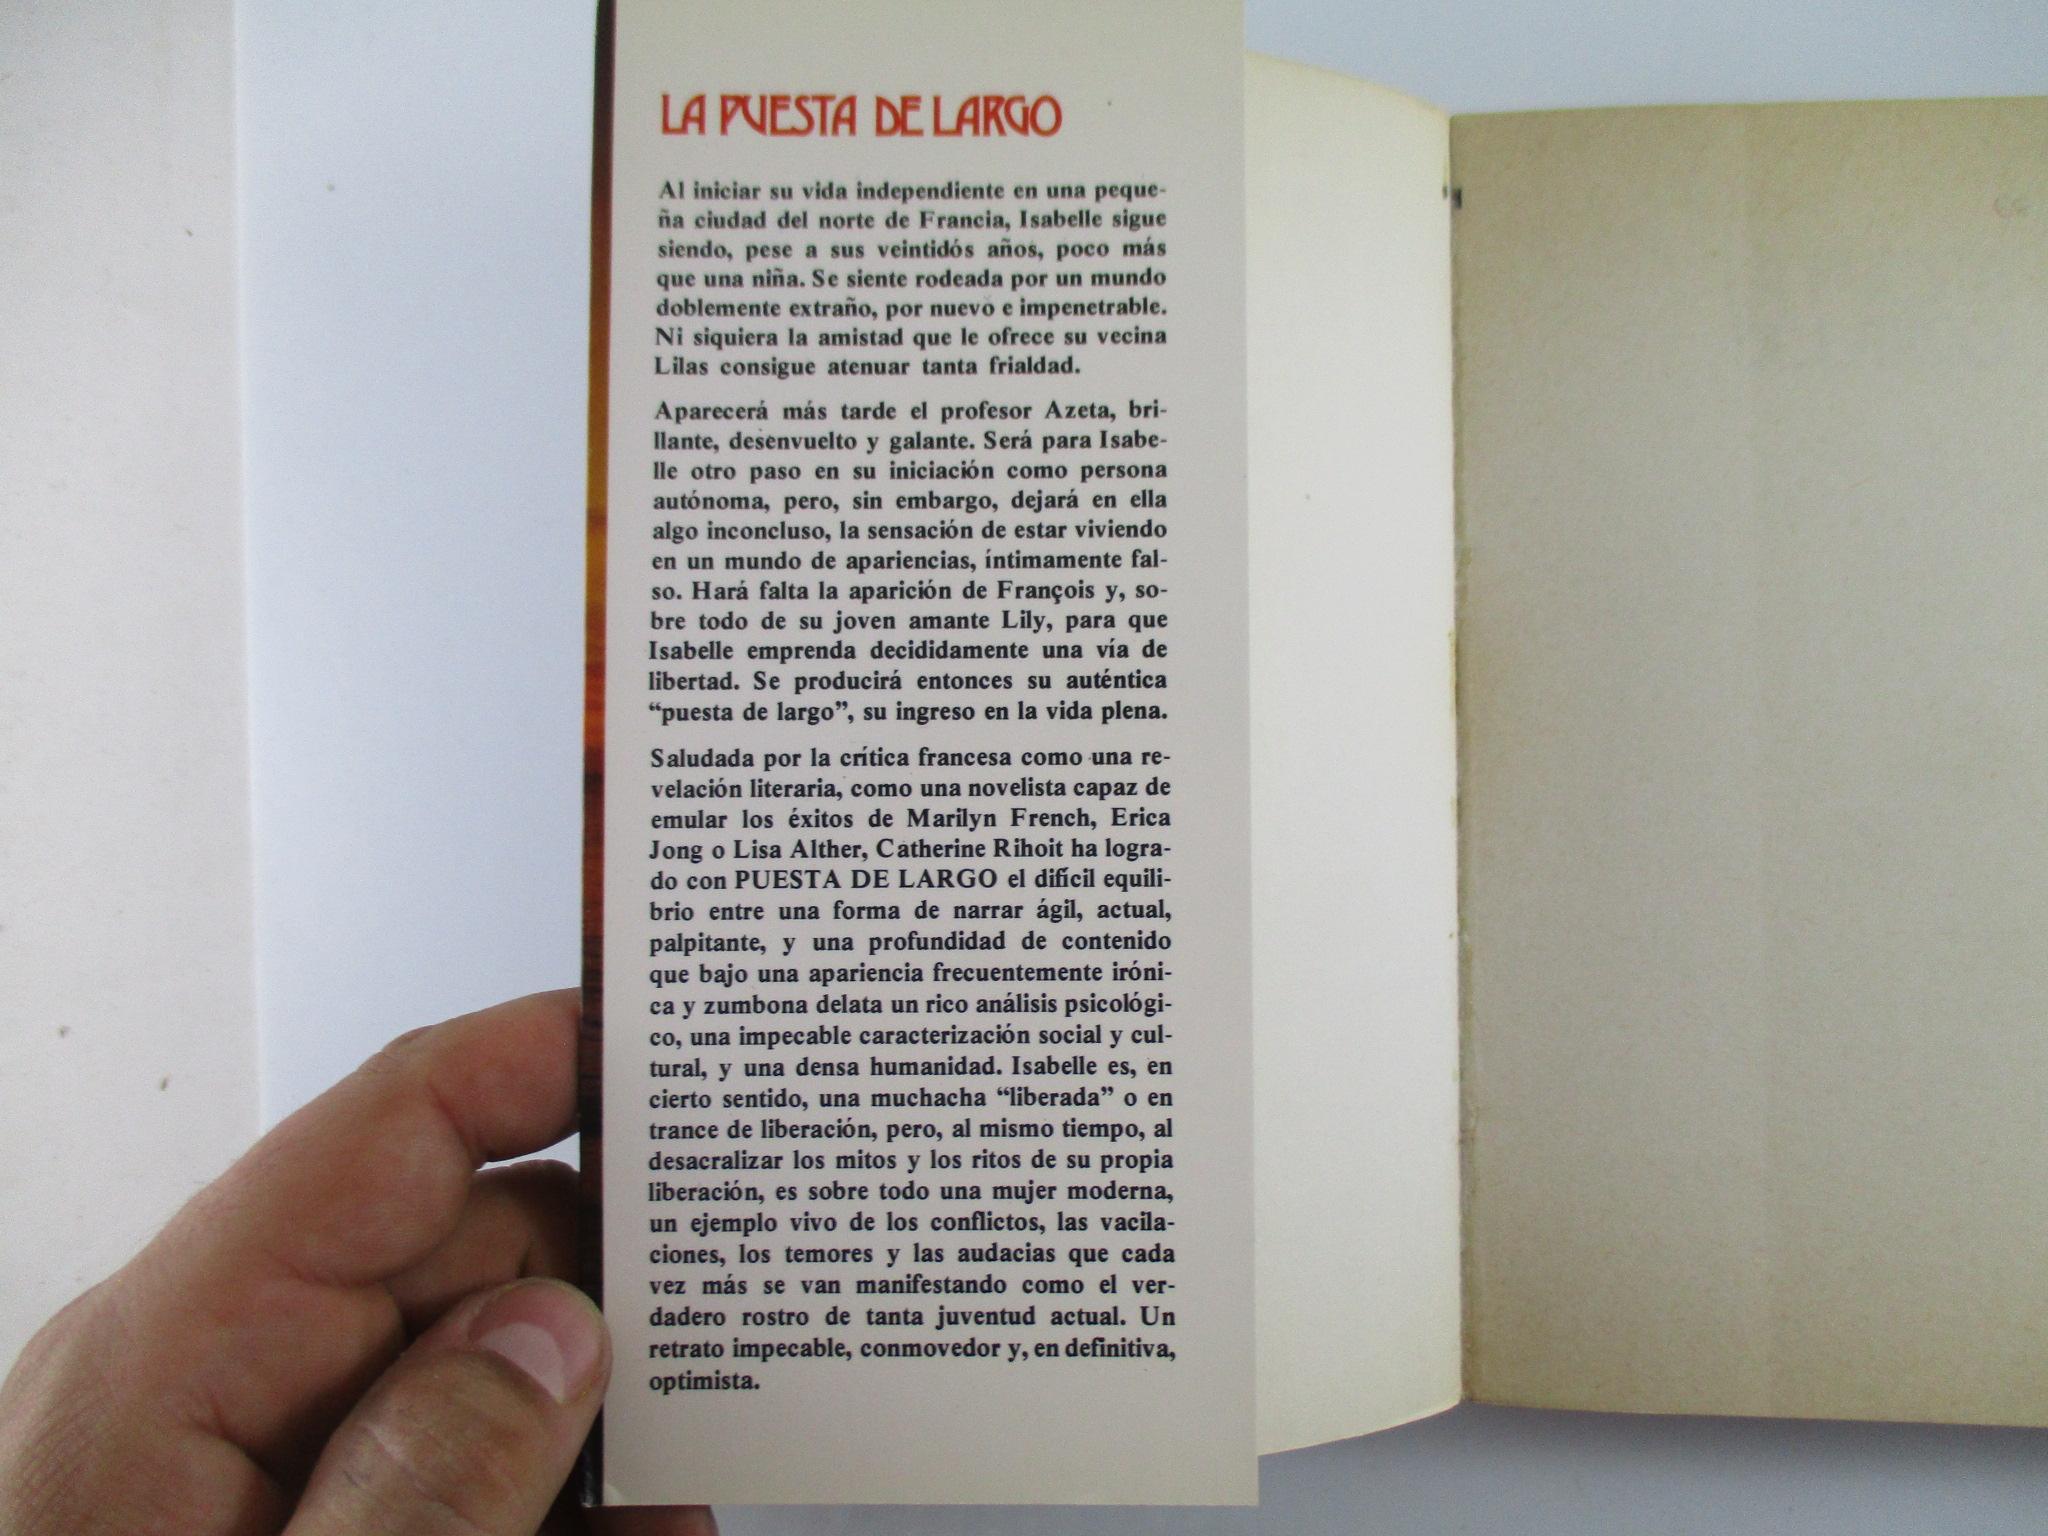 LA PUESTA DE LARGO
Al iniciar su vida independiente en una peque-
ña ciudad del norte de Francia, Isabelle sigue
siendo, pese a sus veintidós años, poco más
que una niña. Se siente rodeada por un mundo
doblemente extraño, por nuevo e impenetrable.
Ni siquiera la amistad que le ofrece su vecina
Lilas consigue atenuar tanta frialdad.
Aparecerá más tarde el profesor Azeta, bri-
llante, desenvuelto y galante. Será para Isabe-
lle otro paso en su iniciación como persona
autónoma, pero, sin embargo, dejará en ella
algo inconcluso, la sensación de estar viviendo
en un mundo de apariencias, íntimamente fal-
so. Hará falta la aparición de François y, so-
bre todo de su joven amante Lily, para que
Isabelle emprenda decididamente una vía de
libertad. Se producirá entonces su auténtica
“puesta de largo”, su ingreso en la vida plena.
Saludada por la crítica francesa como una re-
velación literaria, como una novelista capaz de
emular los éxitos de Marilyn French, Erica
Jong o Lisa Alther, Catherine Rihoit ha logra-
do con PUESTA DE LARGO el difícil equili-
brio entre una forma de narrar ágil, actual,
palpitante, y una profundidad de contenido
que bajo una apariencia frecuentemente iróni-
ca y zumbona delata un rico análisis psicológi-
co, una impecable caracterización social y cul-
tural, y una densa humanidad. Isabelle es, en
cierto sentido, una muchacha “liberada” o en
trance de liberación, pero, al mismo tiempo, al
desacralizar los mitos y los ritos de su propia
liberación, es sobre todo una mujer moderna,
un ejemplo vivo de los conflictos, las vacila-
ciones, los temores y las audacias que cada
vez más se van manifestando como el ver-
dadero rostro de tanta juventud actual. Un
retrato impecable, conmovedor y, en definitiva,
optimista.